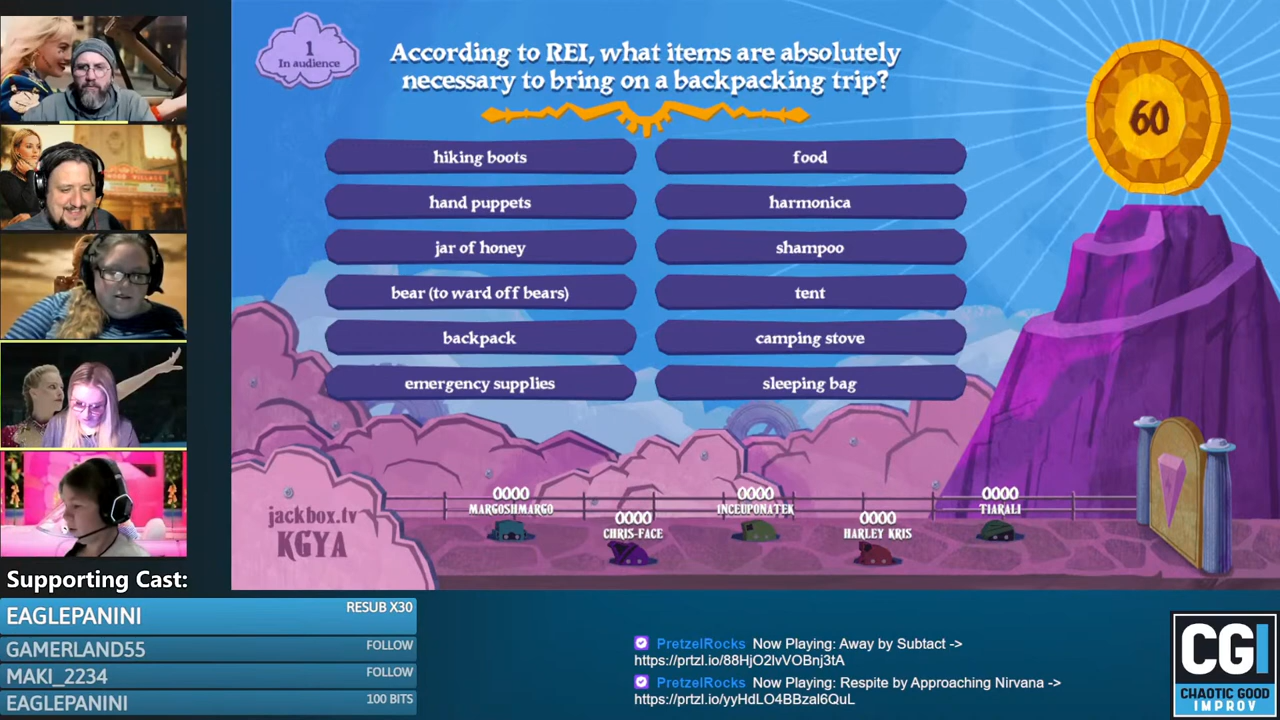 1
In audience
According to REI, what items are absolutely
necessary to bring on a backpacking trip?
60
hiking boots
food
hand puppets
harmonica
jar of honey
shampoo
bear (to ward off bears)
tent
backpack
camping stove
emergency supplies
sleeping bag
0000
MARGOSHMARGO
0000
CHRIS-FACE
0000
INCEUPONATEK
0000
HARLEY KRIS
0000
TIARALI
jackbox.tv
KGYA
Supporting Cast:
EAGLEPANINI RESUB X30
GAMERLAND55 FOLLOW
MAKI_2234 FOLLOW
EAGLEPANINI 100 BITS
PretzelRocks Now Playing: Away by Subtact ->
https://prtzl.io/88HjO2lvVOBnj3tA
PretzelRocks Now Playing: Respite by Approaching Nirvana ->
https://prtzl.io/yyHdLO4BBzal6QuL
CGI
CHAOTIC GOOD
IMPROV